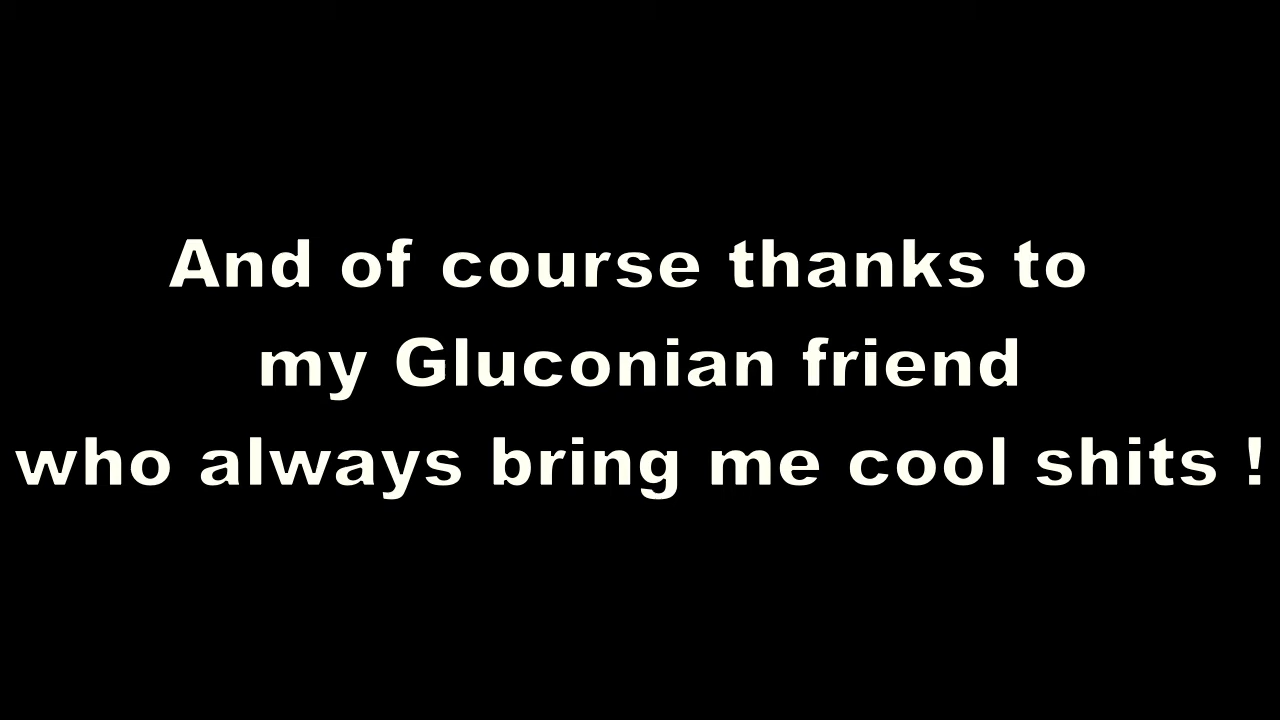 And of course thanks to
my Gluconian friend
who always bring me cool shits !